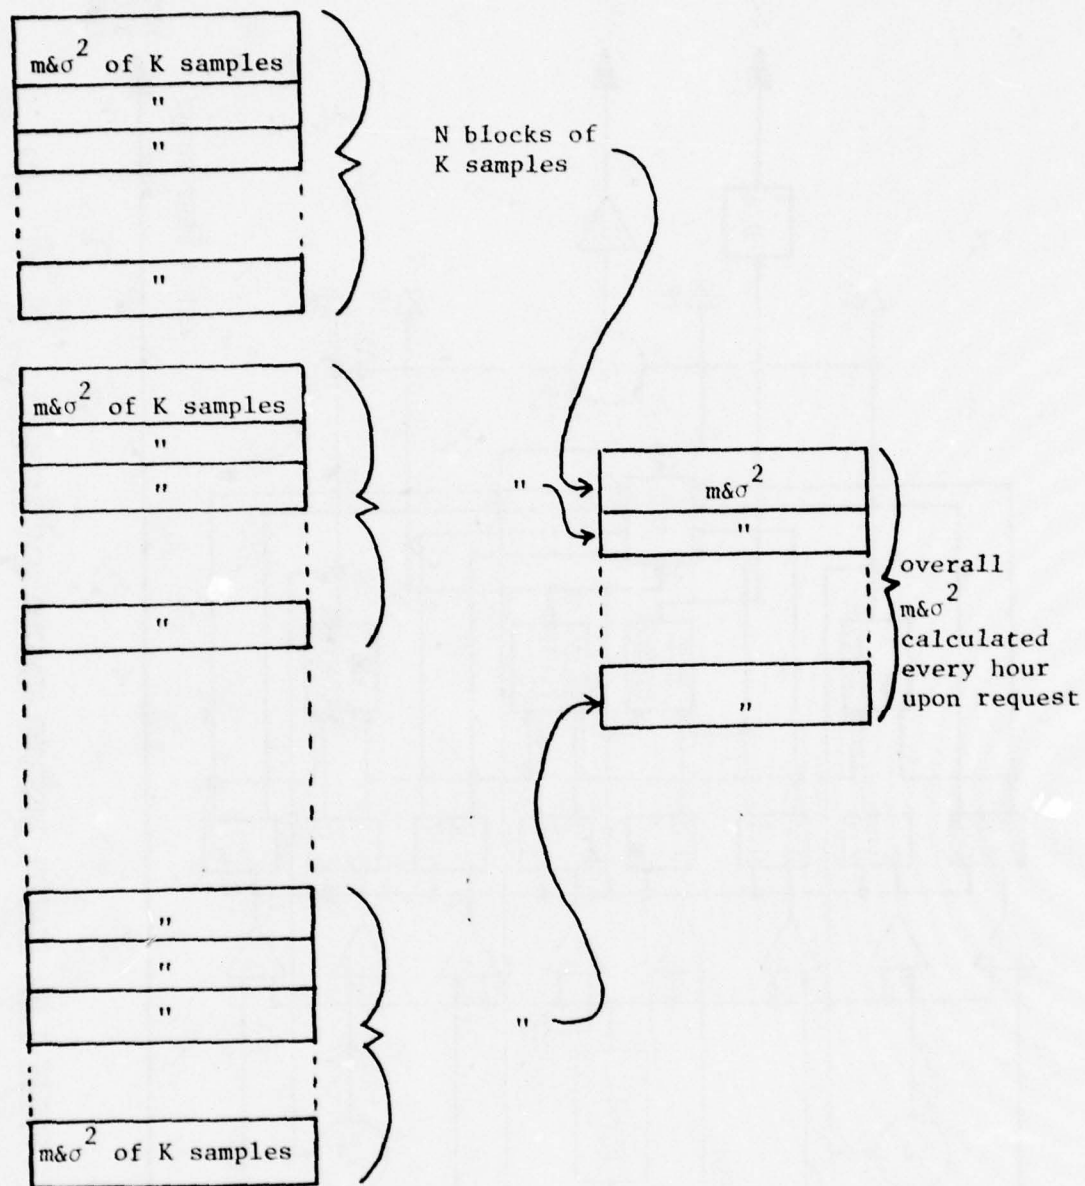 m&σ² of K samples
"
"
"
N blocks of
K samples
m&σ² of K samples
"
"
"
"
m&σ²
"
"
overall
m&σ²
calculated
every hour
upon request
"
"
"
"
m&σ² of K samples